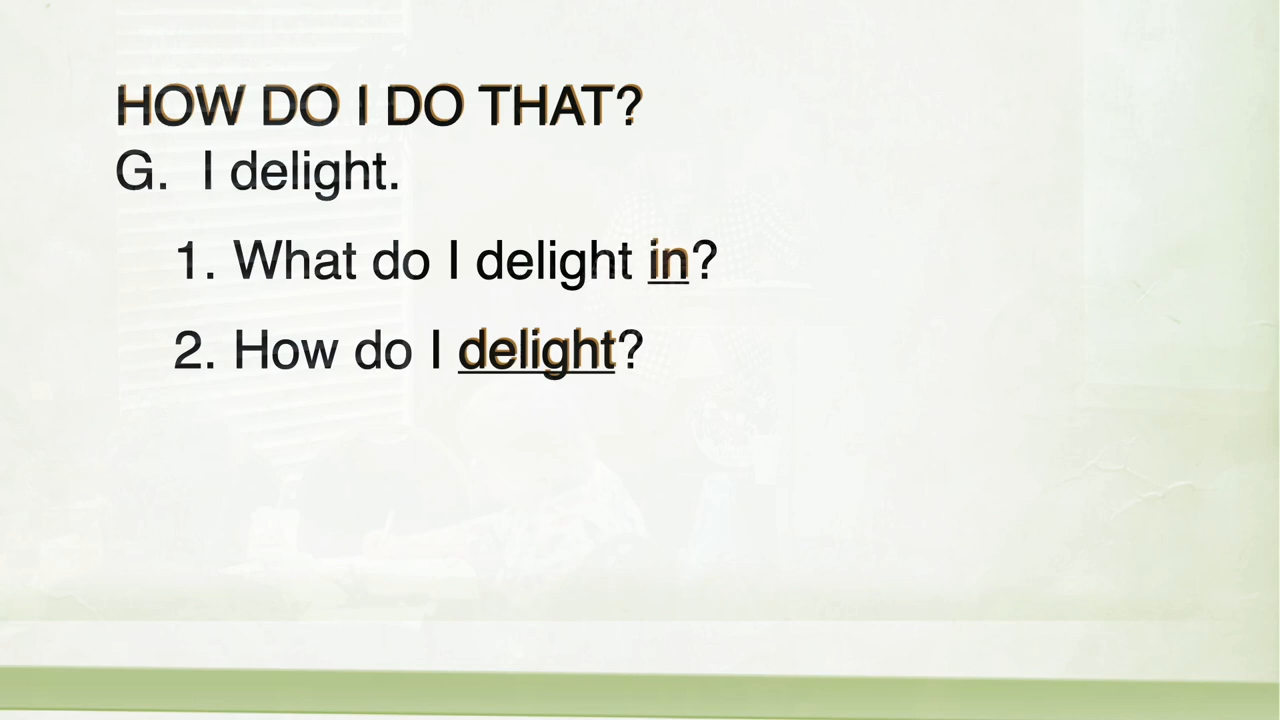 HOW DO I DO THAT?
G. I delight.
1. What do I delight in?
2. How do I delight?